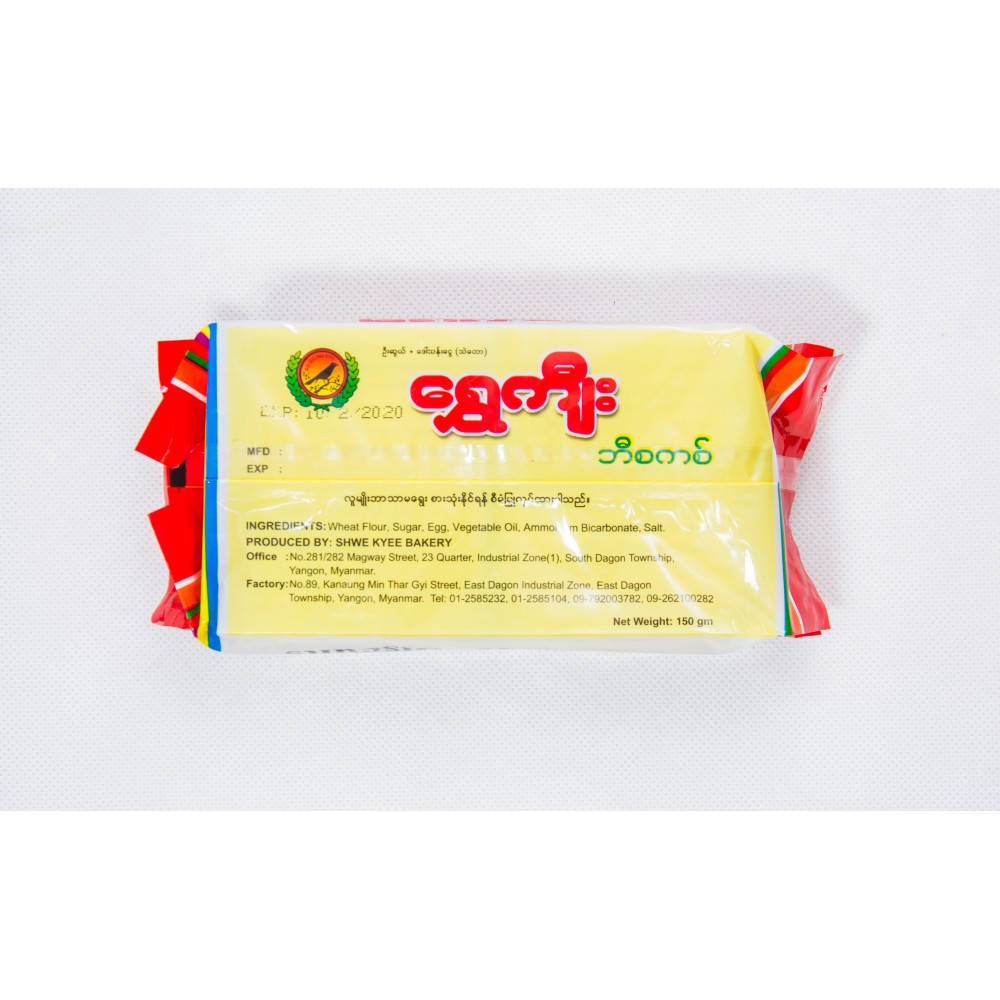 ဦးဆွယ် + ဒေါ်သန်းငွေ (သဲတော)
ရွှေကျီး
ဘီစကစ်
EXP: 10/2/2020
MFD :
EXP :
လူမျိုးဘာသာမရွေး စားသုံးနိုင်ရန် စီမံပြုလုပ်ထားပါသည်။
INGREDIENTS: Wheat Flour, Sugar, Egg, Vegetable Oil, Ammonium Bicarbonate, Salt.
PRODUCED BY: SHWE KYEE BAKERY
Office : No.281/282 Magway Street, 23 Quarter, Industrial Zone(1), South Dagon Township,
Yangon, Myanmar.
Factory: No.89, Kanaung Min Thar Gyi Street, East Dagon Industrial Zone, East Dagon
Township, Yangon, Myanmar. Tel: 01-2585232, 01-2585104, 09-792003782, 09-262100282
Net Weight: 150 gm